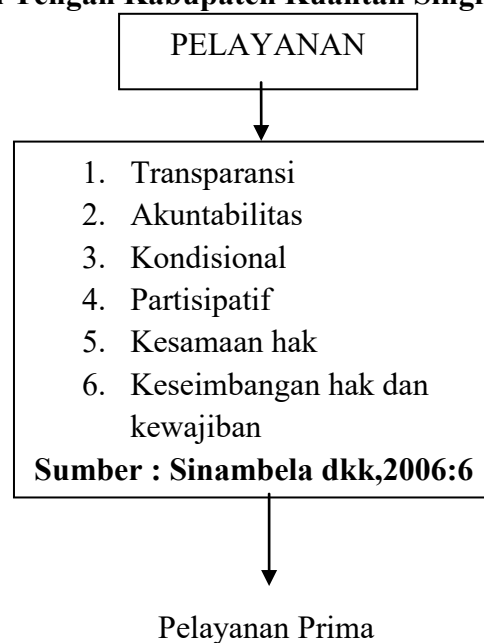 Tengah Kabupaten Kuantan
PELAYANAN
1. Transparansi
2. Akuntabilitas
3. Kondisional
4. Partisipatif
5. Kesamaan hak
6. Keseimbangan hak dan
kewajiban
Sumber : Sinambela dkk,2006:6
Pelayanan Prima